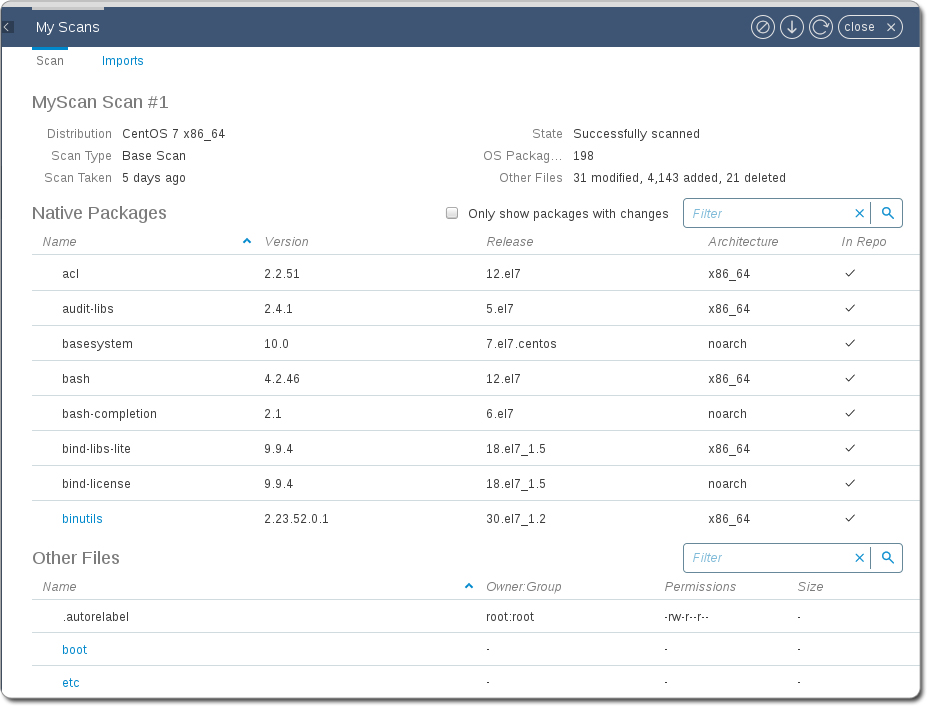 My Scans
close
Scan Imports
MyScan Scan #1
Distribution CentOS 7 x86_64 State Successfully scanned
Scan Type Base Scan OS Packag... 198
Scan Taken 5 days ago Other Files 31 modified, 4,143 added, 21 deleted
Native Packages Only show packages with changes Filter
Name Version Release Architecture In Repo
acl 2.2.51 12.el7 x86_64
audit-libs 2.4.1 5.el7 x86_64
basesystem 10.0 7.el7.centos noarch
bash 4.2.46 12.el7 x86_64
bash-completion 2.1 6.el7 noarch
bind-libs-lite 9.9.4 18.el7_1.5 x86_64
bind-license 9.9.4 18.el7_1.5 noarch
binutils 2.23.52.0.1 30.el7_1.2 x86_64
Other Files Filter
Name Owner:Group Permissions Size
.autorelabel root:root -rw-r--r-- -
boot - - -
etc - - -